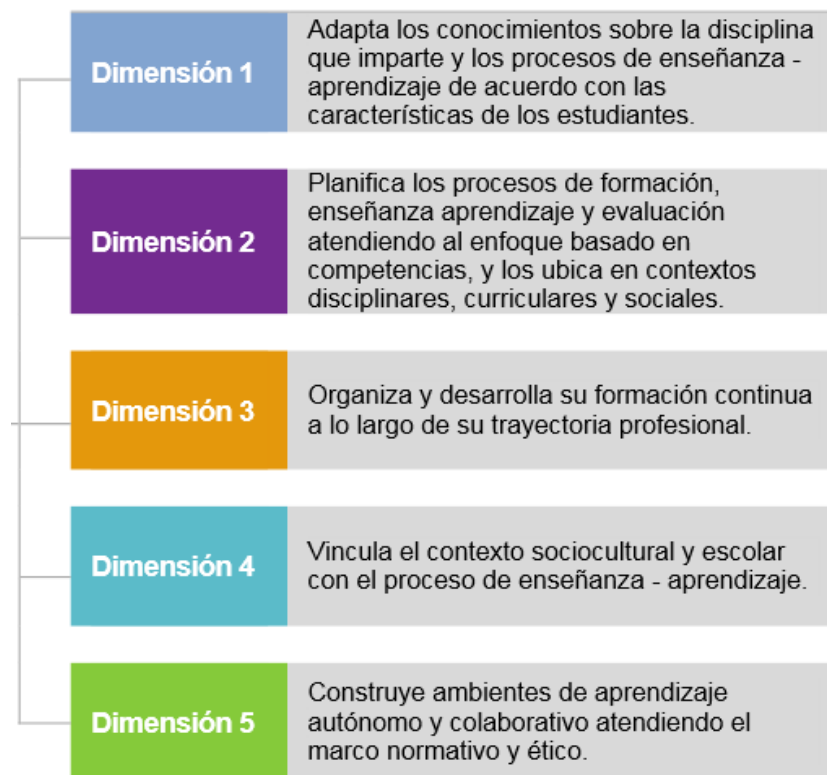 Dimensión 1
Adapta los conocimientos sobre la disciplina
que imparte y los procesos de enseñanza -
aprendizaje de acuerdo con las
características de los estudiantes.
Dimensión 2
Planifica los procesos de formación,
enseñanza aprendizaje y evaluación
atendiendo al enfoque basado en
competencias, y los ubica en contextos
disciplinares, curriculares y sociales.
Dimensión 3
Organiza y desarrolla su formación continua
a lo largo de su trayectoria profesional.
Dimensión 4
Vincula el contexto sociocultural y escolar
con el proceso de enseñanza - aprendizaje.
Dimensión 5
Construye ambientes de aprendizaje
autónomo y colaborativo atendiendo el
marco normativo y ético.